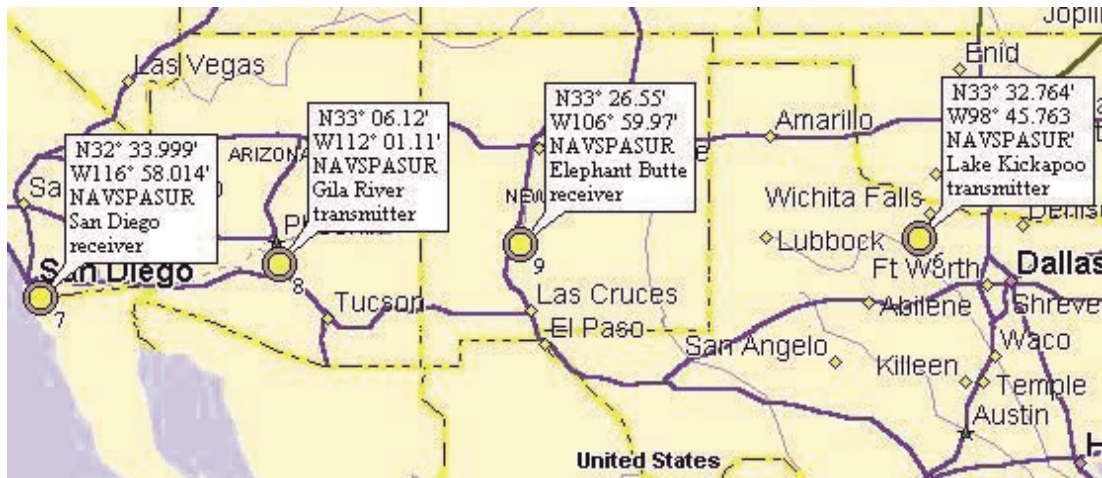 Joplin
Las Vegas
Enid
N33° 26.55'
W106° 59.97'
NAVSPASUR
Elephant Butte
receiver
N33° 32.764'
W98° 45.763
NAVSPASUR'
Lake Kickapoo
transmitter
N33° 06.12'
W112° 01.11'
NAVSPASUR
Gila River
transmitter
Amarillo
N32° 33.999'
W116° 58.014'
NAVSPASUR
San Diego
receiver
ARIZONA
NEW
Wichita Falls
Lubbock
6
9
San Diego
8
7
Ft Worth
Dallas
Tucson
Las Cruces
Abilene
Shreve
El Paso
San Angelo
Waco
Killeen
Temple
Austin
H
United States